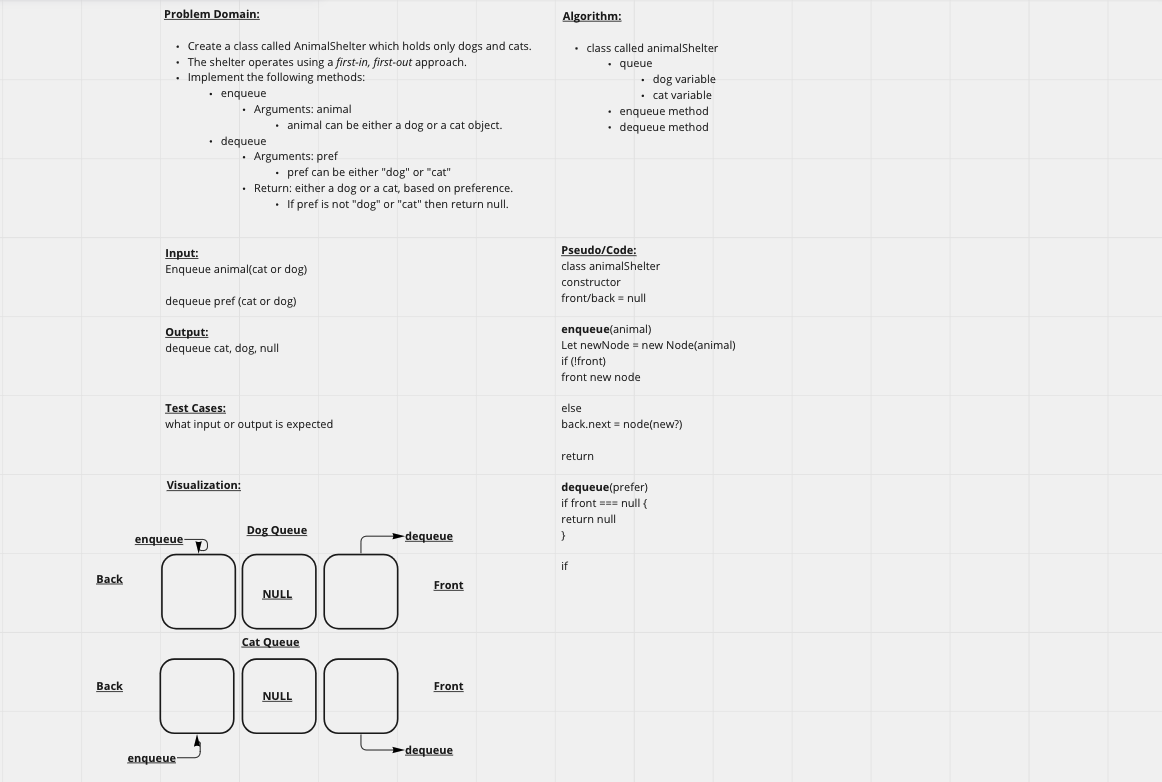 Problem Domain:
• Create a class called AnimalShelter which holds only dogs and cats.
• The shelter operates using a first-in, first-out approach.
• Implement the following methods:
• enqueue
• Arguments: animal
• animal can be either a dog or a cat object.
• dequeue
• Arguments: pref
• pref can be either "dog" or "cat"
• Return: either a dog or a cat, based on preference.
• If pref is not "dog" or "cat" then return null.
Input:
Enqueue animal(cat or dog)
dequeue pref (cat or dog)
Output:
dequeue cat, dog, null
Test Cases:
what input or output is expected
Visualization:
Dog Queue
enqueue
dequeue
Back
NULL
Front
Cat Queue
Back
NULL
Front
enqueue
dequeue
Algorithm:
• class called animalShelter
• queue
• dog variable
• cat variable
• enqueue method
• dequeue method
Pseudo/Code:
class animalShelter
constructor
front/back = null
enqueue(animal)
Let newNode = new Node(animal)
if (!front)
front new node
else
back.next = node(new?)
return
dequeue(prefer)
if front === null {
return null
}
if